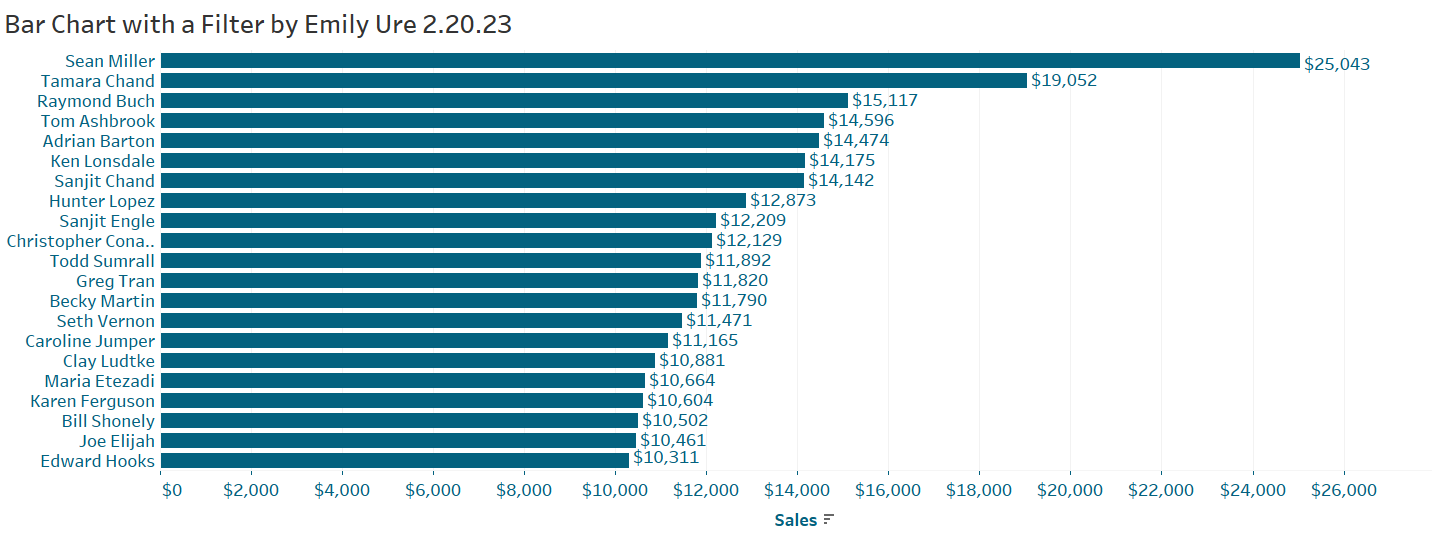 Bar Chart with a Filter by Emily Ure 2.20.23
Sean Miller $25,043
Tamara Chand $19,052
Raymond Buch $15,117
Tom Ashbrook $14,596
Adrian Barton $14,474
Ken Lonsdale $14,175
Sanjit Chand $14,142
Hunter Lopez $12,873
Sanjit Engle $12,209
Christopher Cona.. $12,129
Todd Sumrall $11,892
Greg Tran $11,820
Becky Martin $11,790
Seth Vernon $11,471
Caroline Jumper $11,165
Clay Ludtke $10,881
Maria Etezadi $10,664
Karen Ferguson $10,604
Bill Shonely $10,502
Joe Elijah $10,461
Edward Hooks $10,311
$0 $2,000 $4,000 $6,000 $8,000 $10,000 $12,000 $14,000 $16,000 $18,000 $20,000 $22,000 $24,000 $26,000
Sales